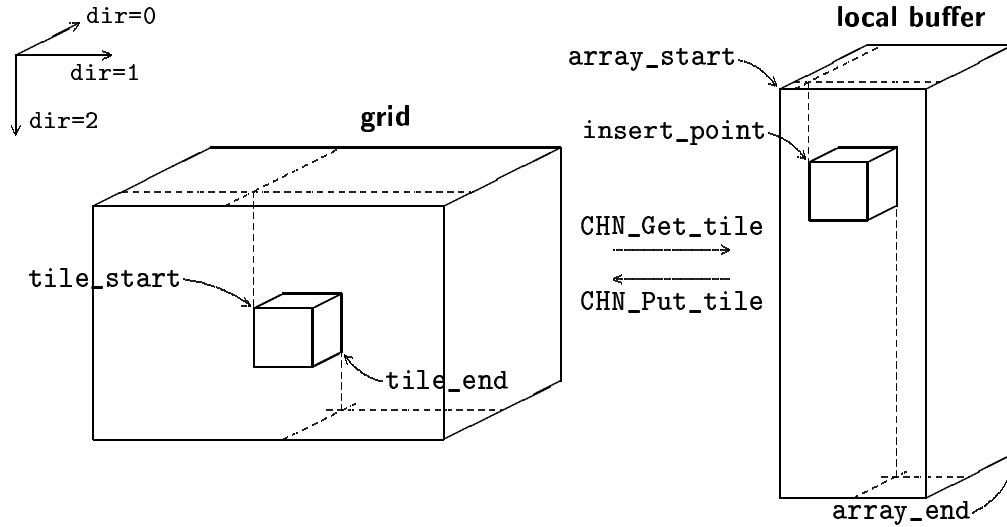 dir=0
dir=1
dir=2
grid
tile_start
tile_end
CHN_Get_tile
CHN_Put_tile
local buffer
array_start
insert_point
array_end